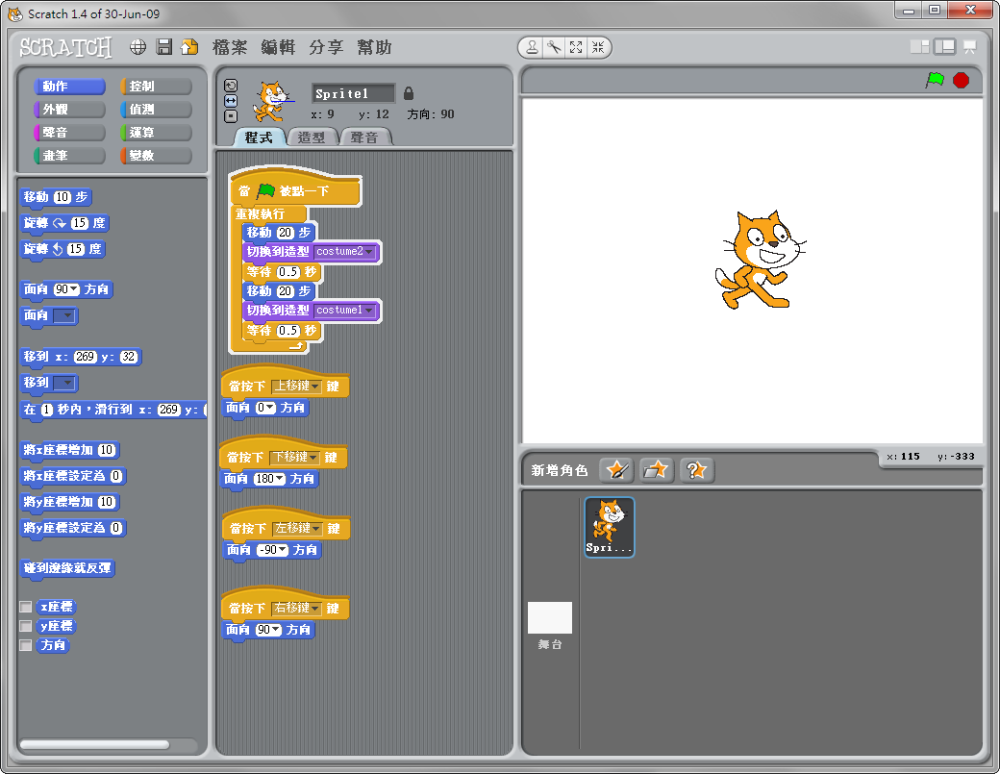 Scratch 1.4 of 30-Jun-09
SCRATCH 檔案 編輯 分享 幫助
動作 控制
外觀 偵測
聲音 運算
畫筆 變數
移動 10 步
旋轉 15 度
旋轉 15 度
面向 90 方向
面向
移到 x: 269 y: 32
移到
在 1 秒內，滑行到 x: 269 y:
將x座標增加 10
將x座標設定為 0
將y座標增加 10
將y座標設定為 0
碰到邊緣就反彈
x座標
y座標
方向
Sprite1
x: 9 y: 12 方向: 90
程式 造型 聲音
當 被點一下
重複執行
移動 20 步
切換到造型 costume2
等待 0.5 秒
移動 20 步
切換到造型 costume1
等待 0.5 秒
當按下 上移鍵 鍵
面向 0 方向
當按下 下移鍵 鍵
面向 180 方向
當按下 左移鍵 鍵
面向 -90 方向
當按下 右移鍵 鍵
面向 90 方向
x: 115 y: -333
新增角色
Spri...
舞台